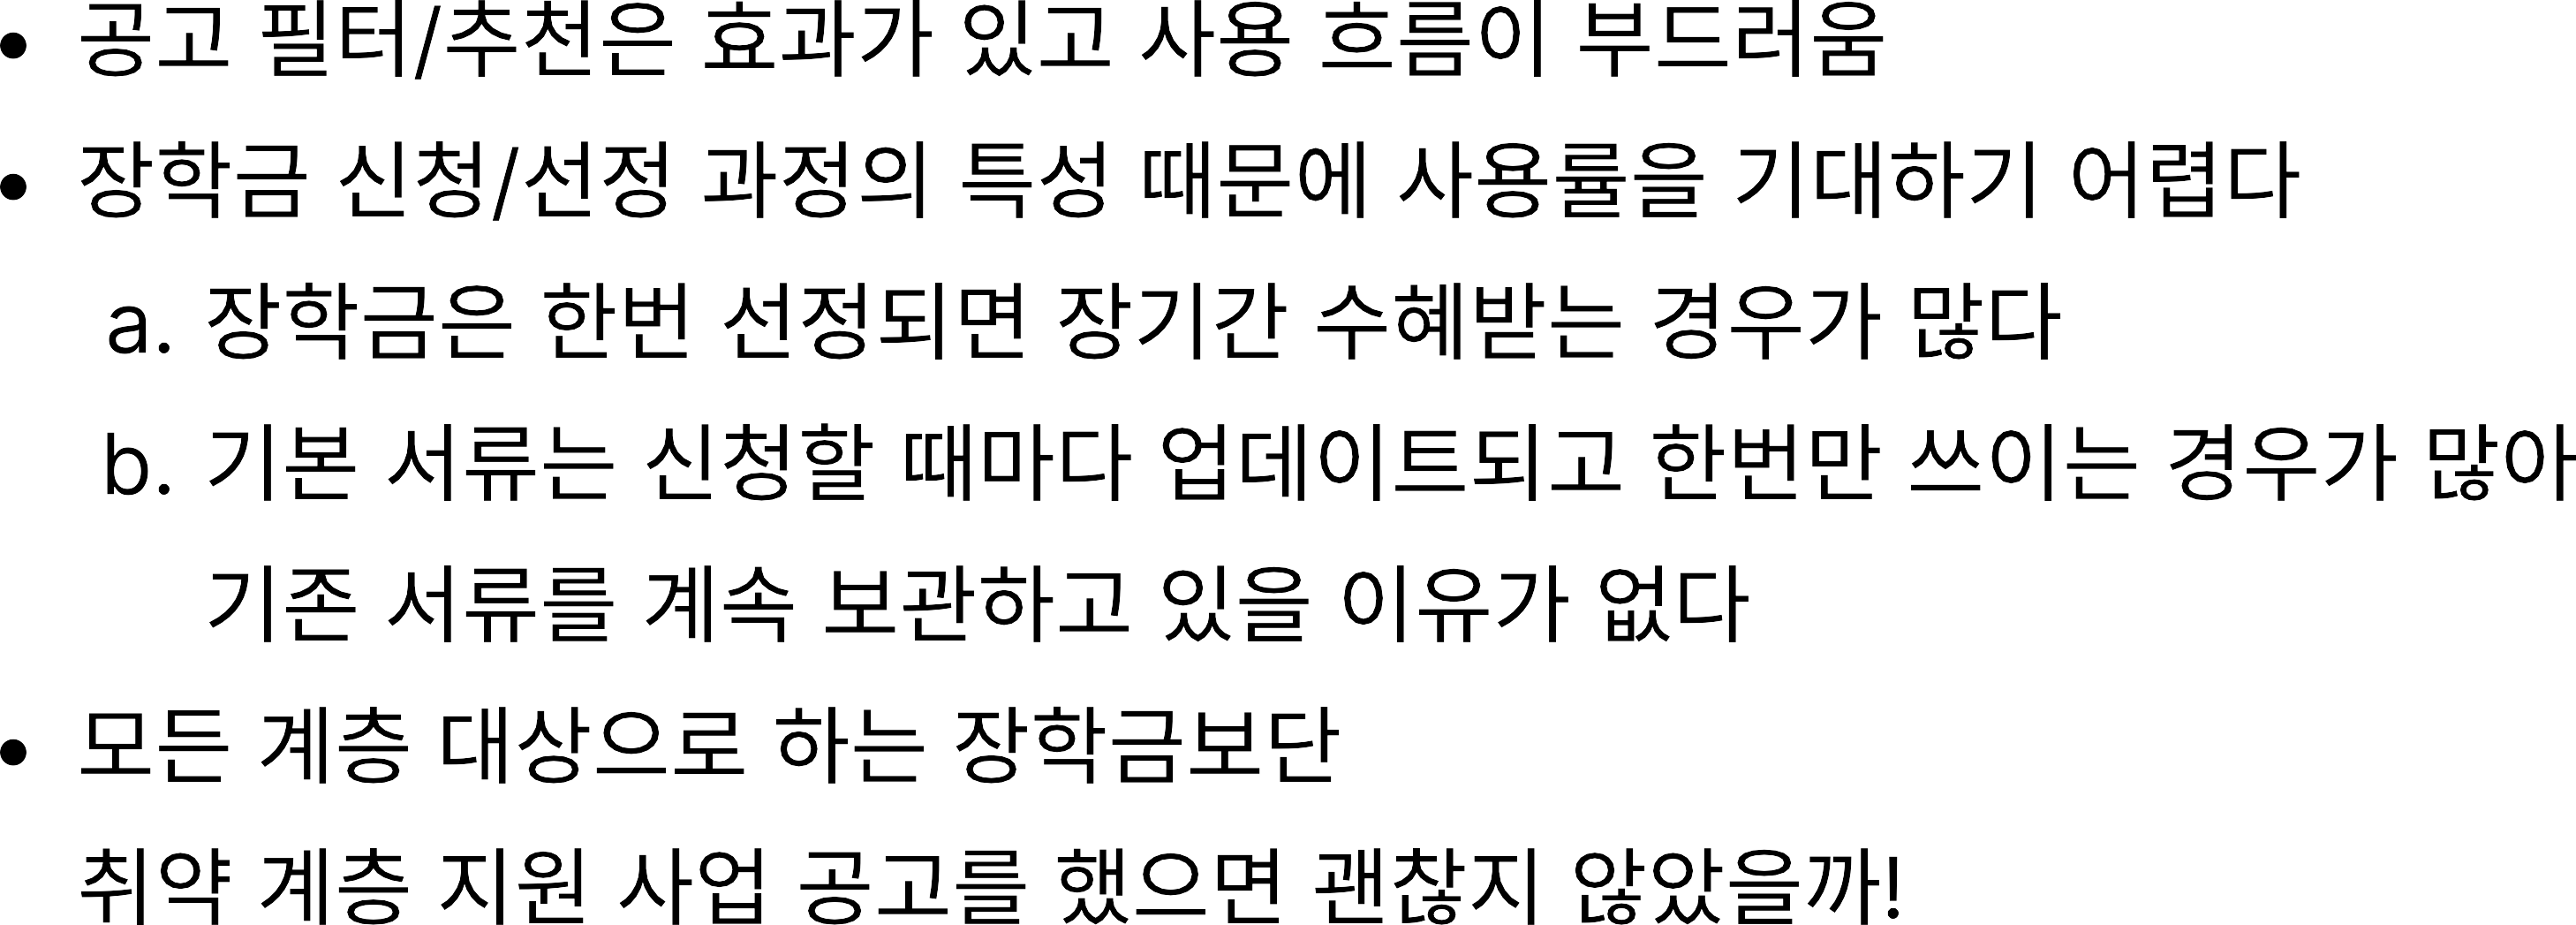 • 공고 필터/추천은 효과가 있고 사용 흐름이 부드러움
• 장학금 신청/선정 과정의 특성 때문에 사용률을 기대하기 어렵다
a. 장학금은 한번 선정되면 장기간 수혜받는 경우가 많다
b. 기본 서류는 신청할 때마다 업데이트되고 한번만 쓰이는 경우가 많아
기존 서류를 계속 보관하고 있을 이유가 없다
• 모든 계층 대상으로 하는 장학금보단
취약 계층 지원 사업 공고를 했으면 괜찮지 않았을까!